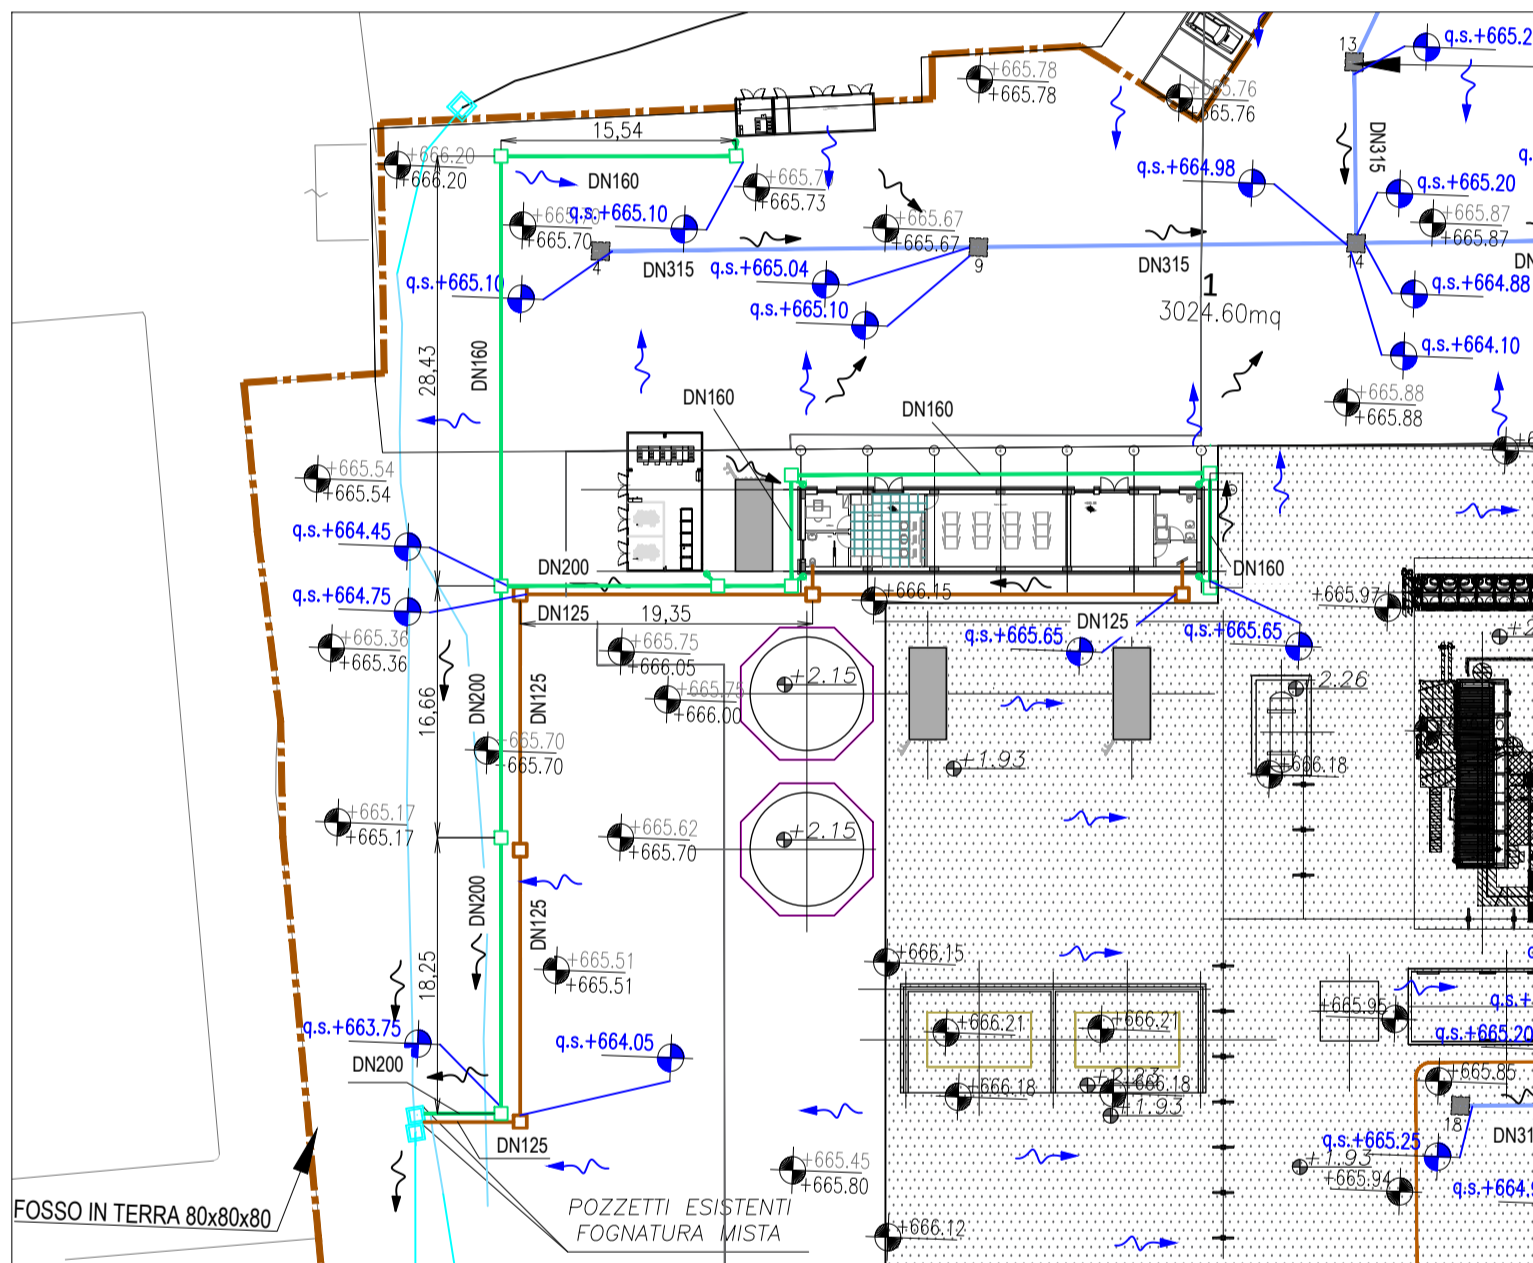 +665.78
+665.78
+665.76
+665.76
13
DN315
15,54
+666.20
+666.20
DN160
+665.73
q.s.+665.10
+665.70
+665.67
+665.67
q.s.+664.98
q.s.+665.20
+665.87
+665.87
4
DN315
9
DN315
14
q.s.+665.04
q.s.+665.10
q.s.+665.10
q.s.+664.88
1
3024.60mq
q.s.+664.10
28,43
DN160
DN160
DN160
+665.88
+665.88
+665.54
+665.54
q.s.+664.45
DN200
DN160
q.s.+664.75
DN125
19,35
+666.15
DN125
+665.97
q.s.+665.65
q.s.+665.65
+665.36
+665.36
+665.75
+666.05
+2.15
+665.75
+666.00
2.26
16,66
DN200
DN125
+665.70
+665.70
+1.93
+666.18
+665.17
+665.17
+665.62
+665.70
+2.15
DN200
DN125
18,25
+665.51
+665.51
+666.15
q.s.+663.75
q.s.+664.05
+666.21
+666.21
+665.95
q.s.+665.20
DN200
+666.18
+2.23
+666.18
+1.93
+665.85
18
DN125
q.s.+665.25
+665.45
+665.80
+1.93
+665.94
FOSSO IN TERRA 80x80x80
POZZETTI ESISTENTI
FOGNATURA MISTA
+666.12